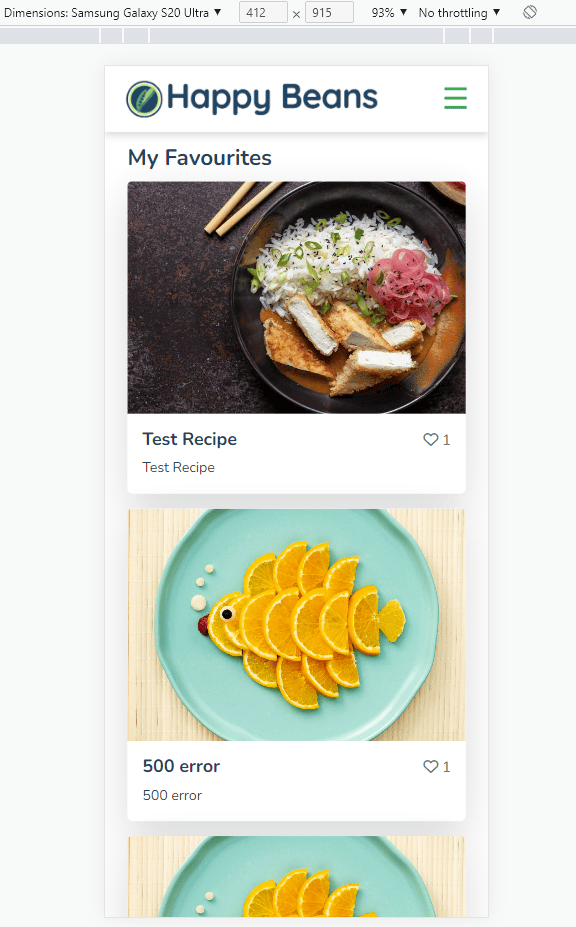 Dimensions: Samsung Galaxy S20 Ultra ▼ 412 × 915 93% ▼ No throttling ▼
Happy Beans
My Favourites
Test Recipe 1
Test Recipe
500 error 1
500 error